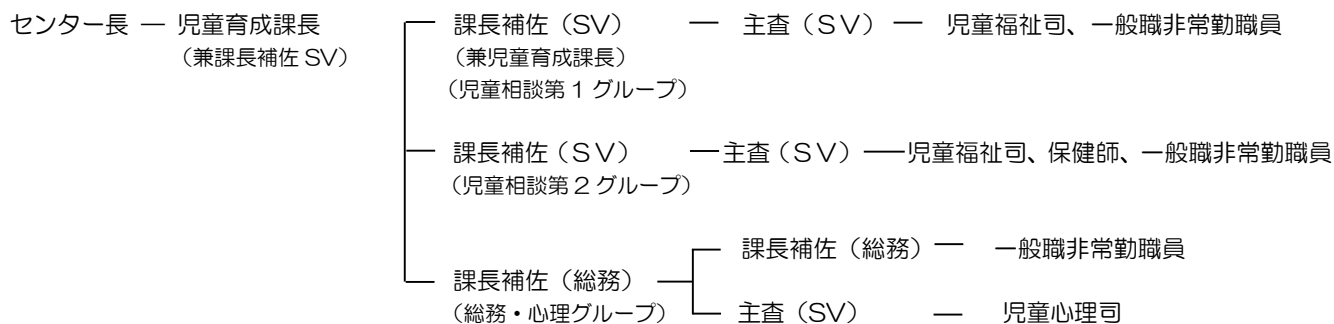 センター長 ― 児童育成課長 ― 課長補佐(SV) ― 主査(SV) ― 児童福祉司、一般職非常勤職員
(兼課長補佐 SV) (兼児童育成課長)
(児童相談第1グループ)
課長補佐(SV) ―主査(SV)―児童福祉司、保健師、一般職非常勤職員
(児童相談第2グループ)
課長補佐(総務)― 一般職非常勤職員
課長補佐(総務)
(総務・心理グループ) 主査(SV) ― 児童心理司